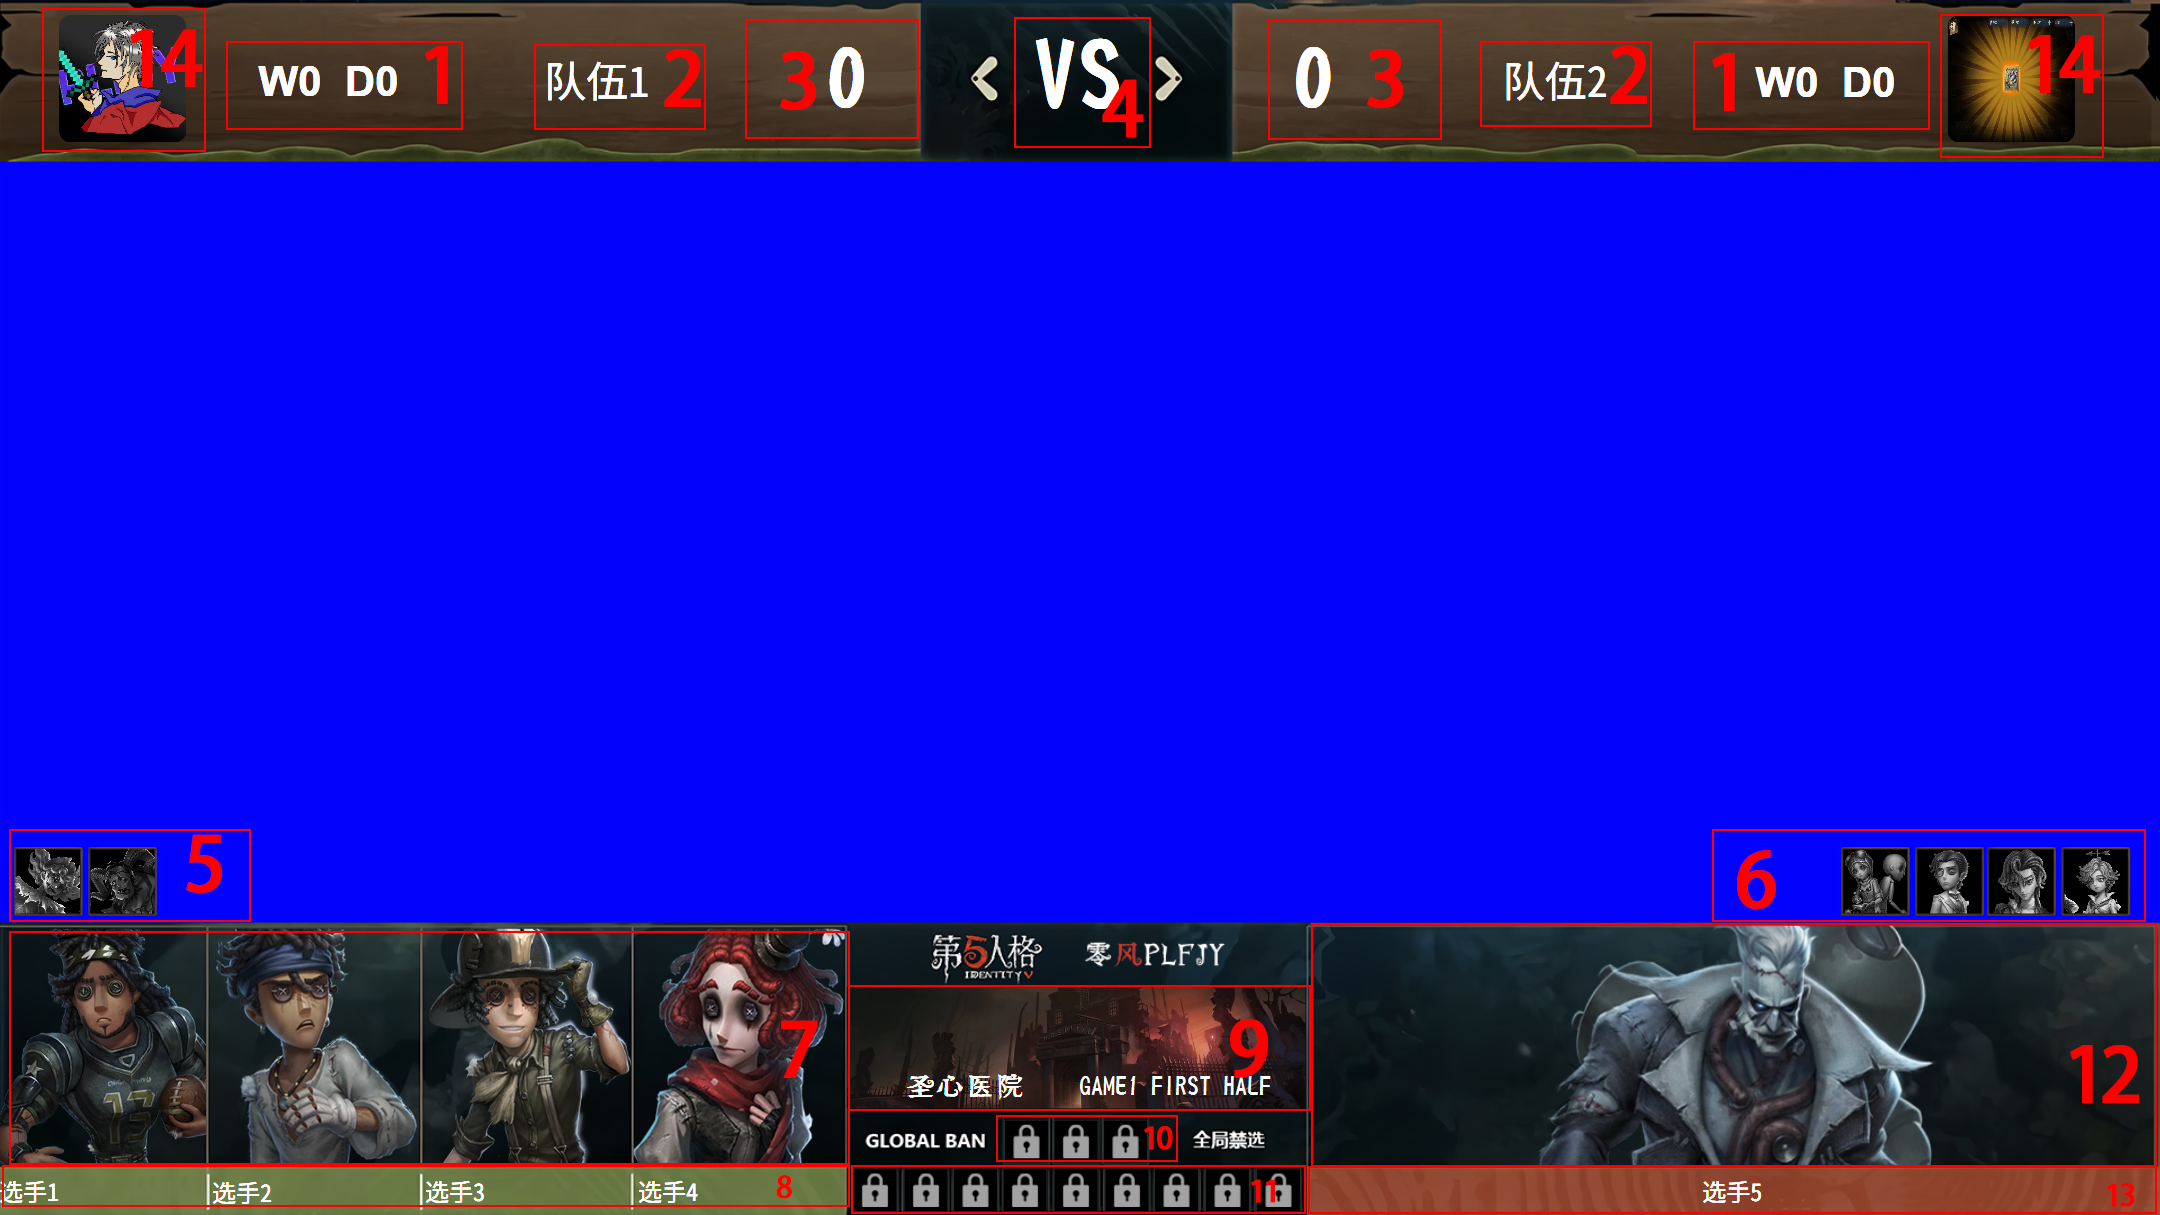 14 W0 D0 1 队伍1 2 3 0 VS 4 0 3 队伍2 2 1 W0 D0 14
5 6
第5人格 零风PLFJY
IDENTITY V
7 9 12
圣心医院 GAME1 FIRST HALF
GLOBAL BAN 10 全局禁选
选手1 选手2 选手3 选手4 8 11 选手5 13